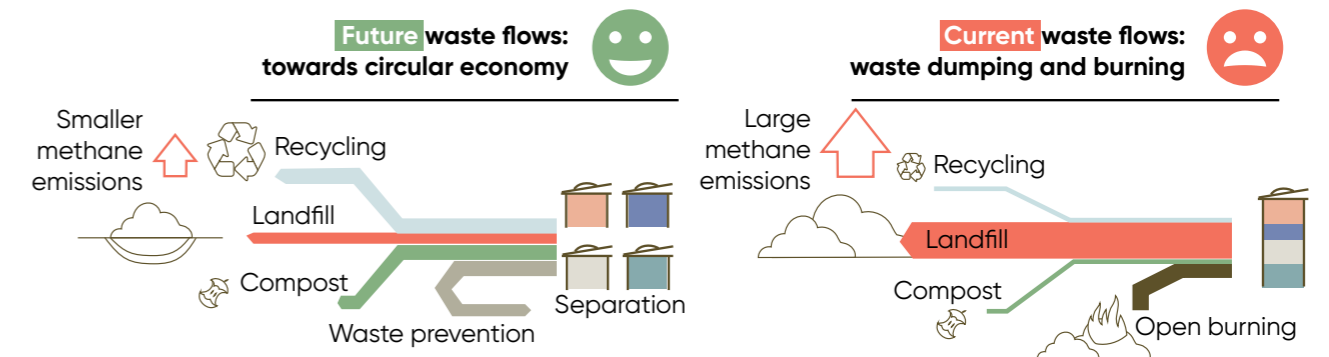 Future waste flows:
towards circular economy
Smaller
methane
emissions
Recycling
Landfill
Compost
Waste prevention
Separation
Current waste flows:
waste dumping and burning
Large
methane
emissions
Recycling
Landfill
Compost
Open burning